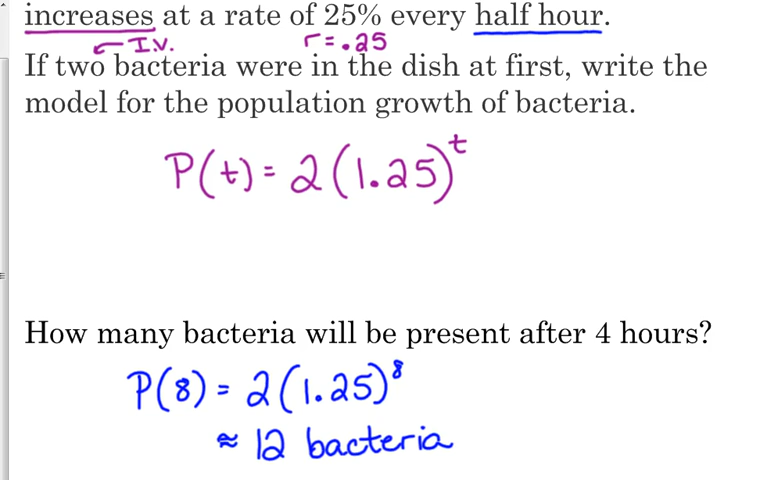 increases at a rate of 25% every half hour.
I.V. r=.25
If two bacteria were in the dish at first, write the
model for the population growth of bacteria.
P(t) = 2(1.25)^t
How many bacteria will be present after 4 hours?
P(8) = 2(1.25)^8
≈ 12 bacteria